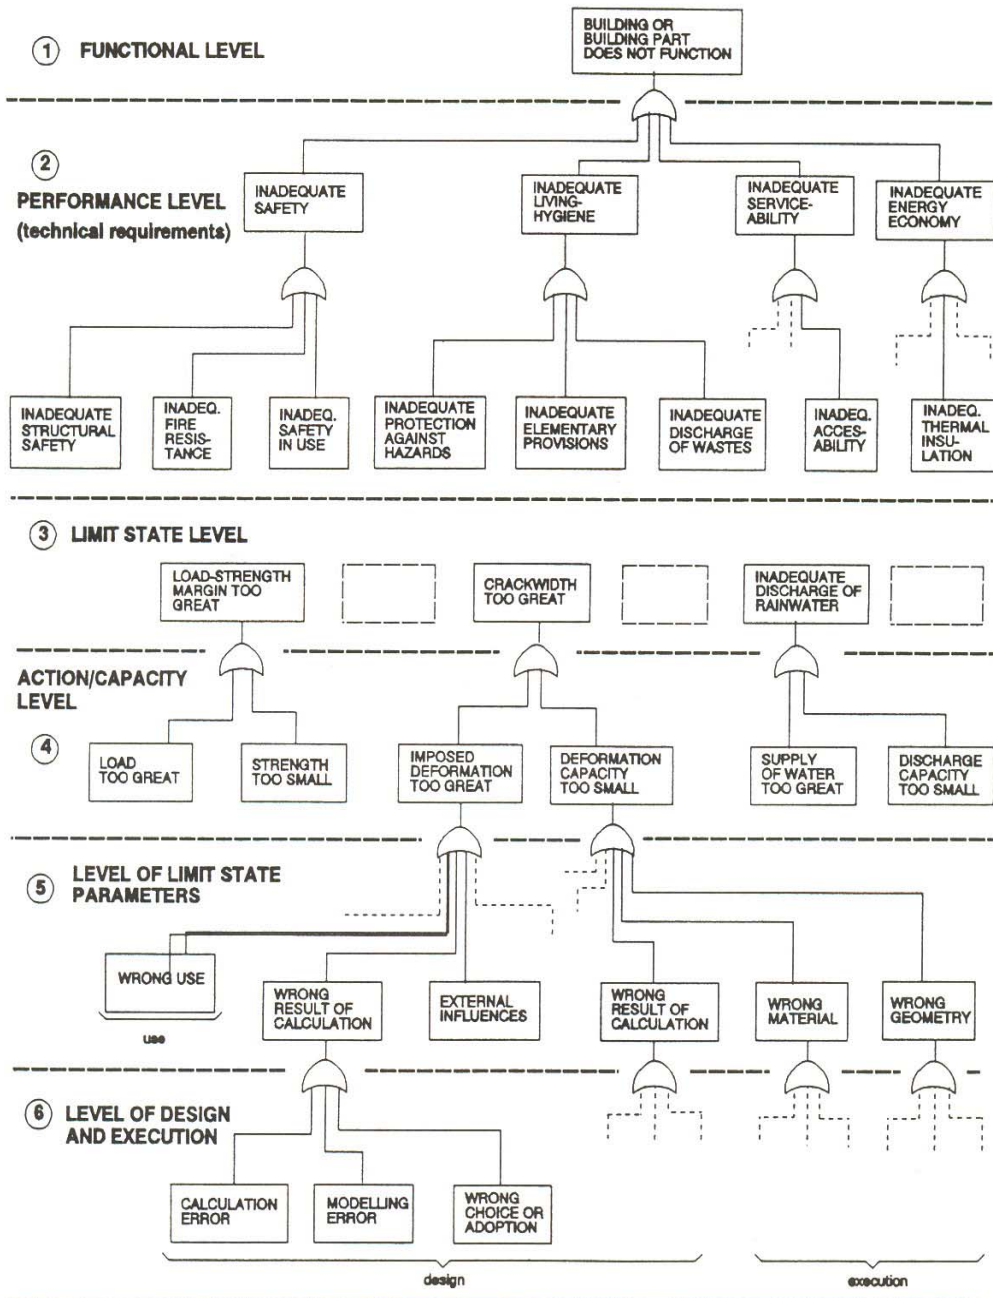 BUILDING OR
BUILDING PART
DOES NOT FUNCTION
1 FUNCTIONAL LEVEL
2
PERFORMANCE LEVEL
(technical requirements)
INADEQUATE
SAFETY
INADEQUATE
LIVING-
HYGIENE
INADEQUATE
SERVICE-
ABILITY
INADEQUATE
ENERGY
ECONOMY
INADEQUATE
STRUCTURAL
SAFETY
INADEQ.
FIRE
RESIS-
TANCE
INADEQ.
SAFETY
IN USE
INADEQUATE
PROTECTION
AGAINST
HAZARDS
INADEQUATE
ELEMENTARY
PROVISIONS
INADEQUATE
DISCHARGE
OF WASTES
INADEQ.
ACCES-
ABILITY
INADEQ.
THERMAL
INSU-
LATION
3 LIMIT STATE LEVEL
LOAD-STRENGTH
MARGIN TOO
GREAT
CRACKWIDTH
TOO GREAT
INADEQUATE
DISCHARGE OF
RAINWATER
ACTION/CAPACITY
LEVEL
4
LOAD
TOO GREAT
STRENGTH
TOO SMALL
IMPOSED
DEFORMATION
TOO GREAT
DEFORMATION
CAPACITY
TOO SMALL
SUPPLY
OF WATER
TOO GREAT
DISCHARGE
CAPACITY
TOO SMALL
5 LEVEL OF LIMIT STATE
PARAMETERS
WRONG USE
use
WRONG
RESULT OF
CALCULATION
EXTERNAL
INFLUENCES
WRONG
RESULT OF
CALCULATION
WRONG
MATERIAL
WRONG
GEOMETRY
6 LEVEL OF DESIGN
AND EXECUTION
CALCULATION
ERROR
MODELLING
ERROR
WRONG
CHOICE OR
ADOPTION
design
execution